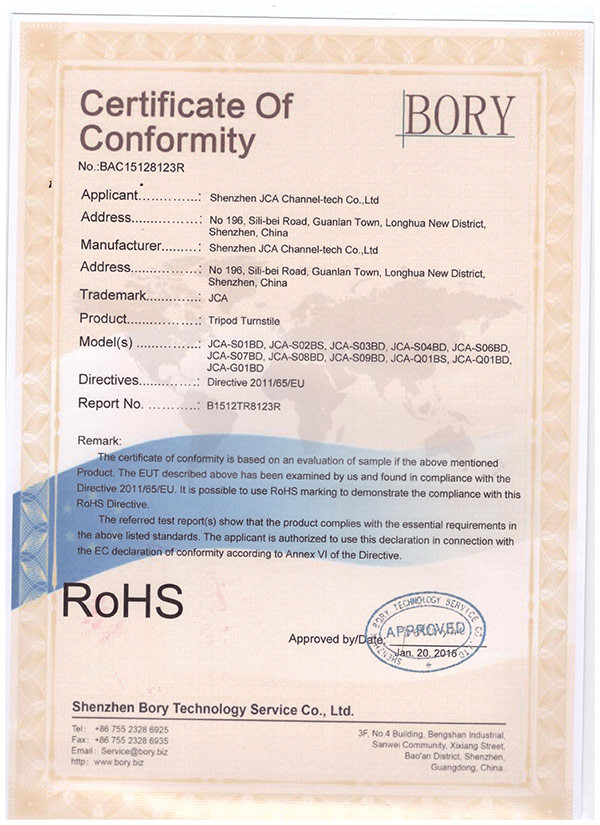 Certificate Of
Conformity
BORY
No.:BAC15128123R
Applicant..............: Shenzhen JCA Channel-tech Co.,Ltd
Address................: No 196, Sili-bei Road, Guanlan Town, Longhua New District,
Shenzhen, China
Manufacturer.........: Shenzhen JCA Channel-tech Co.,Ltd
Address................: No 196, Sili-bei Road, Guanlan Town, Longhua New District,
Shenzhen, China
Trademark............: JCA
Product.................: Tripod Turnstile
Model(s) ..............: JCA-S01BD, JCA-S02BS, JCA-S03BD, JCA-S04BD, JCA-S06BD,
JCA-S07BD, JCA-S08BD, JCA-S09BD, JCA-Q01BS, JCA-Q01BD,
JCA-G01BD
Directives..............: Directive 2011/65/EU
Report No. ...........: B1512TR8123R
Remark:
The certificate of conformity is based on an evaluation of sample if the above mentioned
Product. The EUT described above has been examined by us and found in compliance with the
Directive 2011/65/EU. It is possible to use RoHS marking to demonstrate the compliance with this
RoHS Directive.
The referred test report(s) show that the product complies with the essential requirements in
the above listed standards. The applicant is authorized to use this declaration in connection with
the EC declaration of conformity according to Annex VI of the Directive.
RoHS
SHENZHEN BORY TECHNOLOGY SERVICE CO.,LTD.
APPROVED
Approved by/Date:
Jan. 20. 2016
Shenzhen Bory Technology Service Co., Ltd.
Tel: +86 755 2328 6925
Fax: +86 755 2328 6935
Email: Service@bory.biz
http: www.bory.biz
3F, No.4 Building, Bengshan Industrial,
Sanwei Community, Xixiang Street,
Bao'an District, Shenzhen,
Guangdong, China.